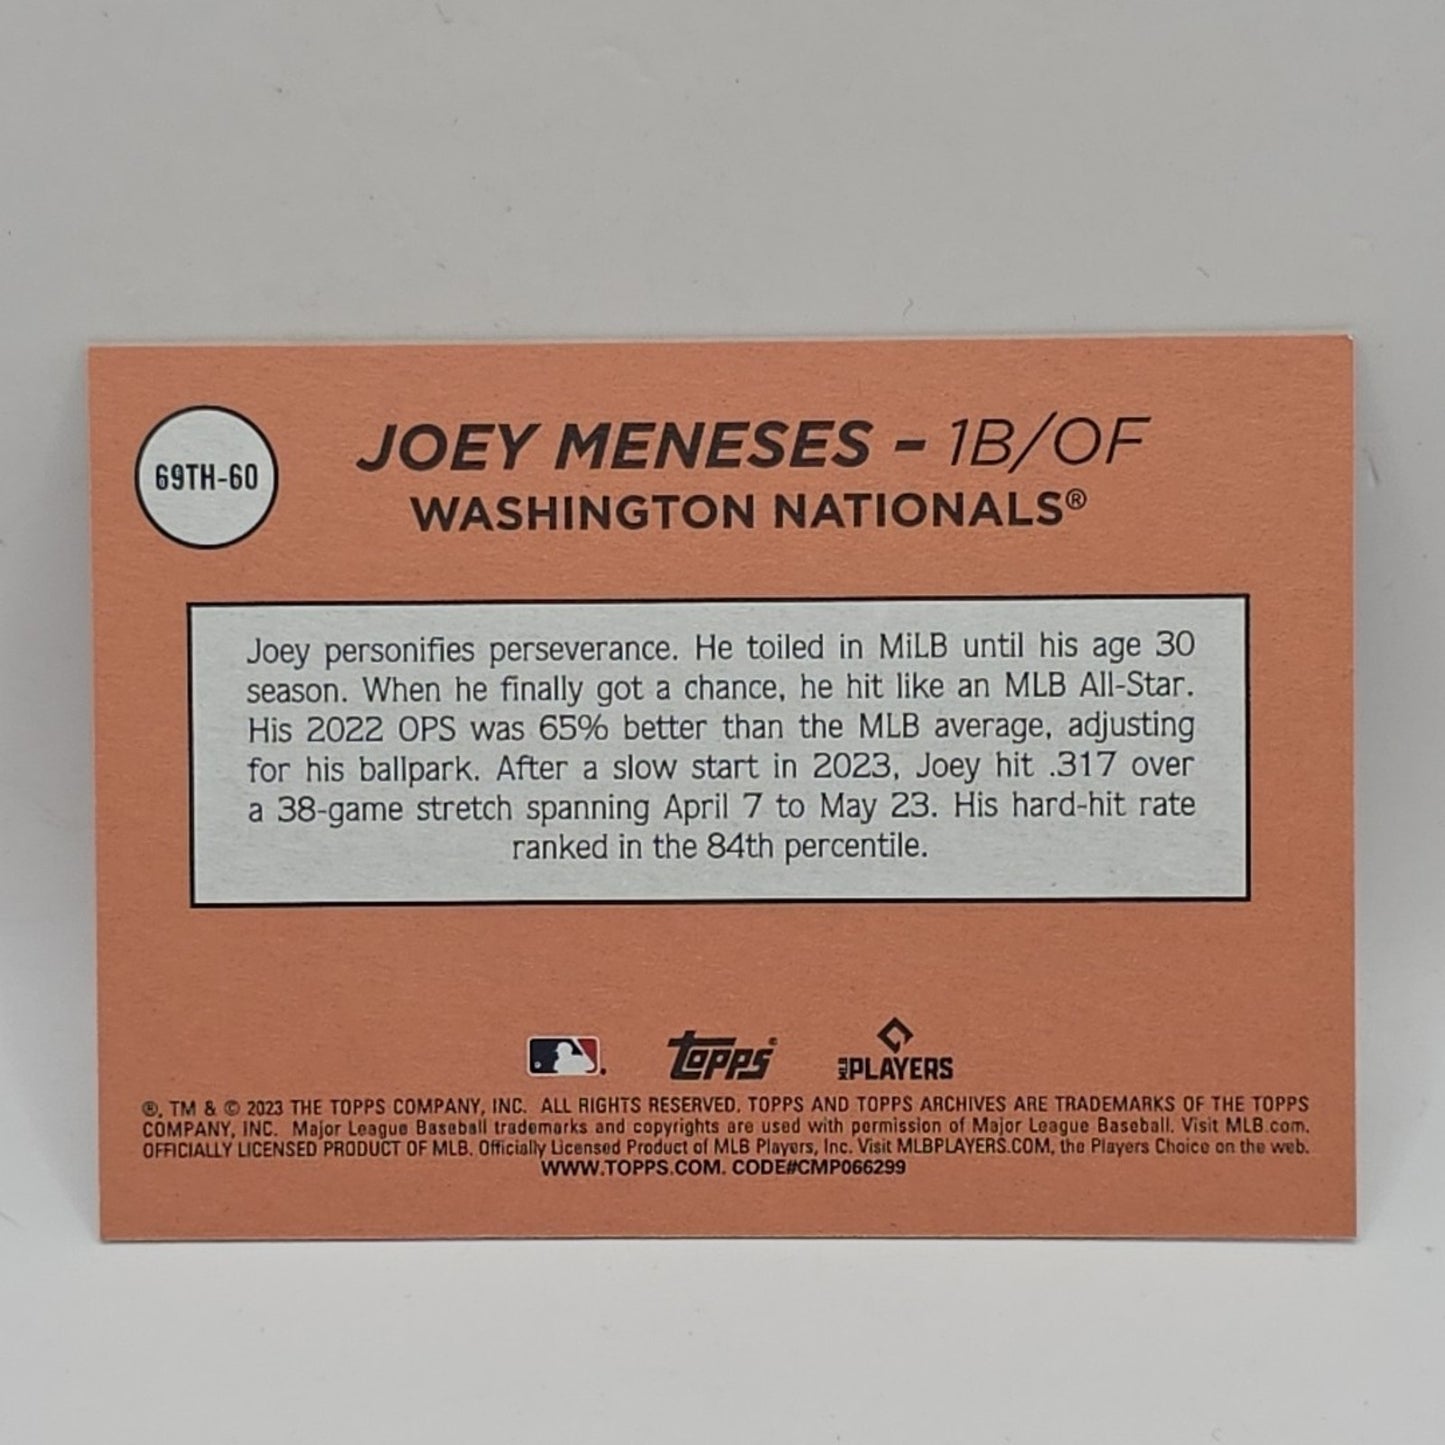 69TH-60
JOEY MENESES - 1B/OF
WASHINGTON NATIONALS®
Joey personifies perseverance. He toiled in MiLB until his age 30
season. When he finally got a chance, he hit like an MLB All-Star.
His 2022 OPS was 65% better than the MLB average, adjusting
for his ballpark. After a slow start in 2023, Joey hit .317 over
a 38-game stretch spanning April 7 to May 23. His hard-hit rate
ranked in the 84th percentile.
topps®
MLB PLAYERS
®, TM & © 2023 THE TOPPS COMPANY, INC. ALL RIGHTS RESERVED. TOPPS AND TOPPS ARCHIVES ARE TRADEMARKS OF THE TOPPS
COMPANY, INC. Major League Baseball trademarks and copyrights are used with permission of Major League Baseball. Visit MLB.com.
OFFICIALLY LICENSED PRODUCT OF MLB. Officially Licensed Product of MLB Players, Inc. Visit MLBPLAYERS.COM, the Players Choice on the web.
WWW.TOPPS.COM. CODE#CMP066299